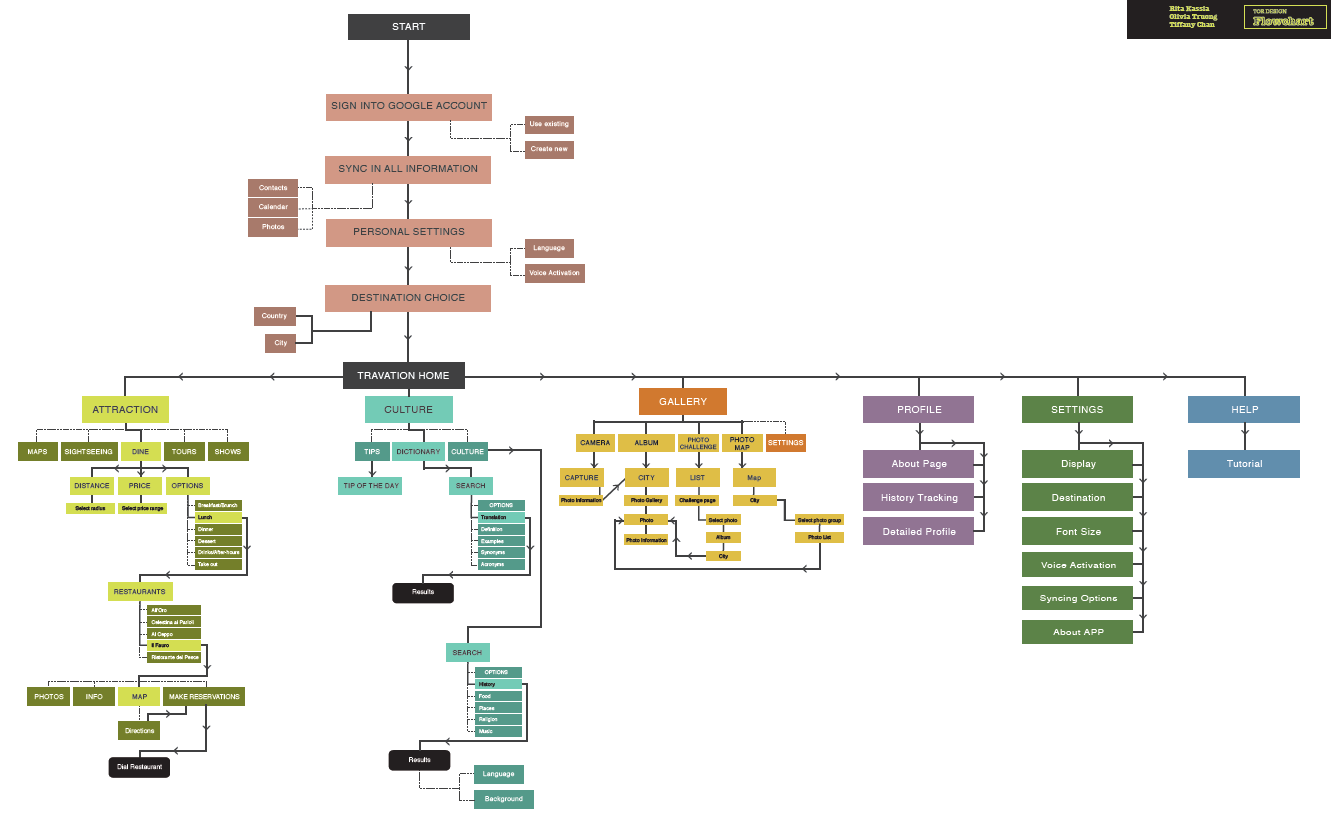 START
Rita Kassia
Olivia Truong
Tiffany Chan
TOR DESIGN
Flowchart
SIGN INTO GOOGLE ACCOUNT
Use existing
Create new
SYNC IN ALL INFORMATION
Contacts
Calendar
Photos
PERSONAL SETTINGS
Language
Voice Activation
DESTINATION CHOICE
Country
City
TRAVATION HOME
ATTRACTION
MAPS
SIGHTSEEING
DINE
TOURS
SHOWS
DISTANCE
PRICE
OPTIONS
Select radius
Select price range
Breakfast/Brunch
Lunch
Dinner
Dessert
Drinks/After-hours
Take out
RESTAURANTS
All'Oro
Celestina ai Parioli
Al Ceppo
Il Fauro
Ristorante del Pesce
PHOTOS
INFO
MAP
MAKE RESERVATIONS
Directions
Dial Restaurant
CULTURE
TIPS
DICTIONARY
CULTURE
TIP OF THE DAY
SEARCH
OPTIONS
Translation
Definition
Examples
Synonyms
Acronyms
Results
SEARCH
OPTIONS
History
Food
Places
Religion
Music
Results
Language
Background
GALLERY
CAMERA
ALBUM
PHOTO
CHALLENGE
PHOTO
MAP
SETTINGS
CAPTURE
CITY
LIST
Map
Photo Information
Photo Gallery
Challenge page
City
Photo
Select photo
Select photo group
Photo Information
Album
Photo List
City
PROFILE
About Page
History Tracking
Detailed Profile
SETTINGS
Display
Destination
Font Size
Voice Activation
Syncing Options
About APP
HELP
Tutorial